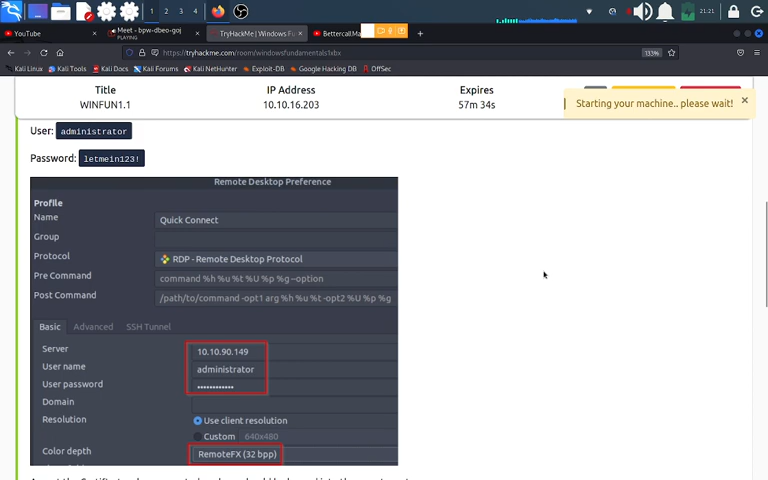 1 2 3 4
21:21
YouTube
Meet - bpw-dbeo-goj
PLAYING
TryHackMe | Windows Fu
Bettercall.Ma
https://tryhackme.com/room/windowsfundamentals1xbx
133%
Kali Linux Kali Tools Kali Docs Kali Forums Kali NetHunter Exploit-DB Google Hacking DB OffSec
Title IP Address Expires
WINFUN1.1 10.10.16.203 57m 34s
Starting your machine.. please wait!
User: administrator
Password: letmein123!
Remote Desktop Preference
Profile
Name Quick Connect
Group
Protocol RDP - Remote Desktop Protocol
Pre Command command %h %u %t %U %p %g --option
Post Command /path/to/command -opt1 arg %h %u %t -opt2 %U %p %g
Basic Advanced SSH Tunnel
Server 10.10.90.149
User name administrator
User password ••••••••••••
Domain
Resolution Use client resolution
Custom 640x480
Color depth RemoteFX (32 bpp)